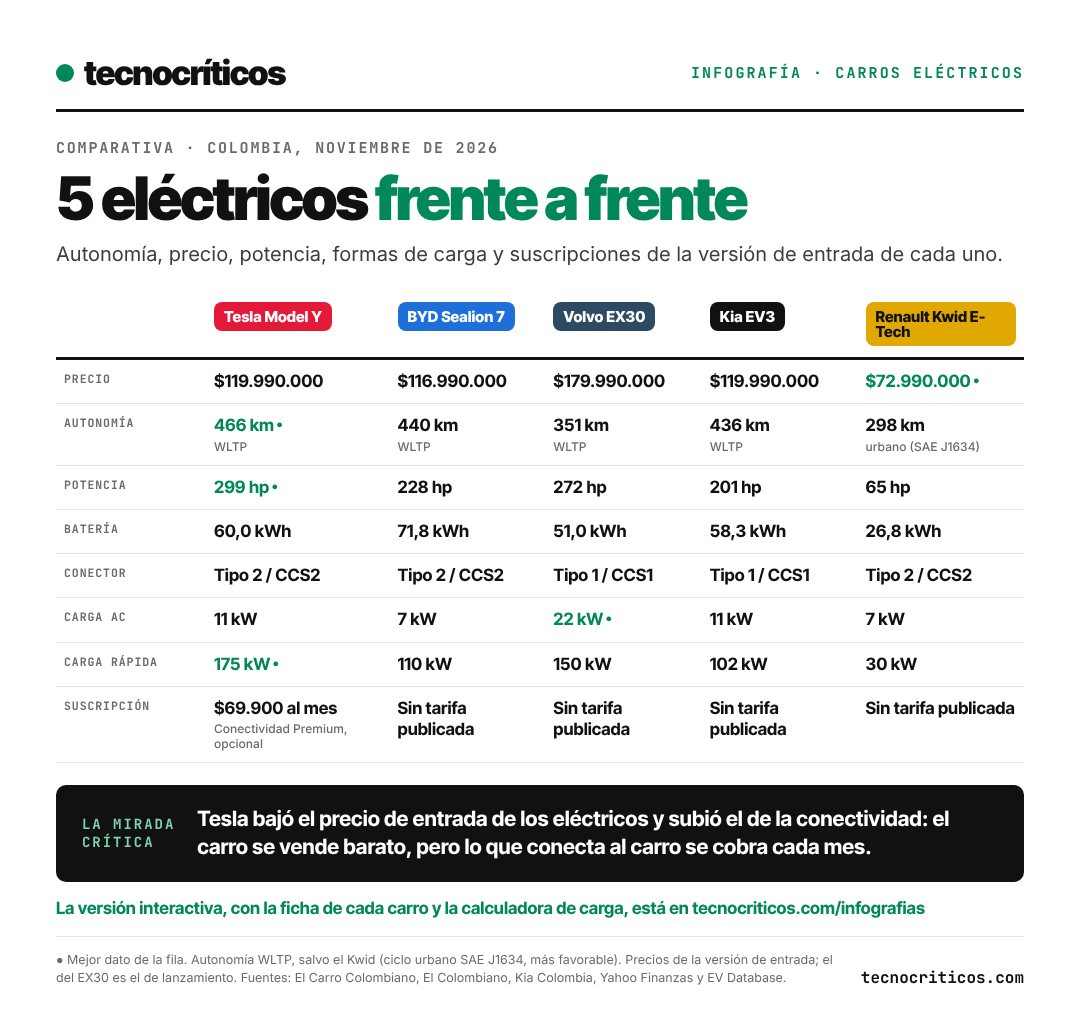 tecnocríticos
INFOGRAFÍA · CARROS ELÉCTRICOS
COMPARATIVA · COLOMBIA, NOVIEMBRE DE 2026
5 eléctricos frente a frente
Autonomía, precio, potencia, formas de carga y suscripciones de la versión de entrada de cada uno.
Tesla Model Y
BYD Sealion 7
Volvo EX30
Kia EV3
Renault Kwid E-
Tech
PRECIO
$119.990.000
$116.990.000
$179.990.000
$119.990.000
$72.990.000 •
AUTONOMÍA
466 km •
WLTP
440 km
WLTP
351 km
WLTP
436 km
WLTP
298 km
urbano (SAE J1634)
POTENCIA
299 hp •
228 hp
272 hp
201 hp
65 hp
BATERÍA
60,0 kWh
71,8 kWh
51,0 kWh
58,3 kWh
26,8 kWh
CONECTOR
Tipo 2 / CCS2
Tipo 2 / CCS2
Tipo 1 / CCS1
Tipo 1 / CCS1
Tipo 2 / CCS2
CARGA AC
11 kW
7 kW
22 kW •
11 kW
7 kW
CARGA RÁPIDA
175 kW •
110 kW
150 kW
102 kW
30 kW
SUSCRIPCIÓN
$69.900 al mes
Conectividad Premium,
opcional
Sin tarifa
publicada
Sin tarifa
publicada
Sin tarifa
publicada
Sin tarifa publicada
LA MIRADA
CRÍTICA
Tesla bajó el precio de entrada de los eléctricos y subió el de la conectividad: el
carro se vende barato, pero lo que conecta al carro se cobra cada mes.
La versión interactiva, con la ficha de cada carro y la calculadora de carga, está en tecnocriticos.com/infografias
● Mejor dato de la fila. Autonomía WLTP, salvo el Kwid (ciclo urbano SAE J1634, más favorable). Precios de la versión de entrada; el
del EX30 es el de lanzamiento. Fuentes: El Carro Colombiano, El Colombiano, Kia Colombia, Yahoo Finanzas y EV Database.
tecnocriticos.com